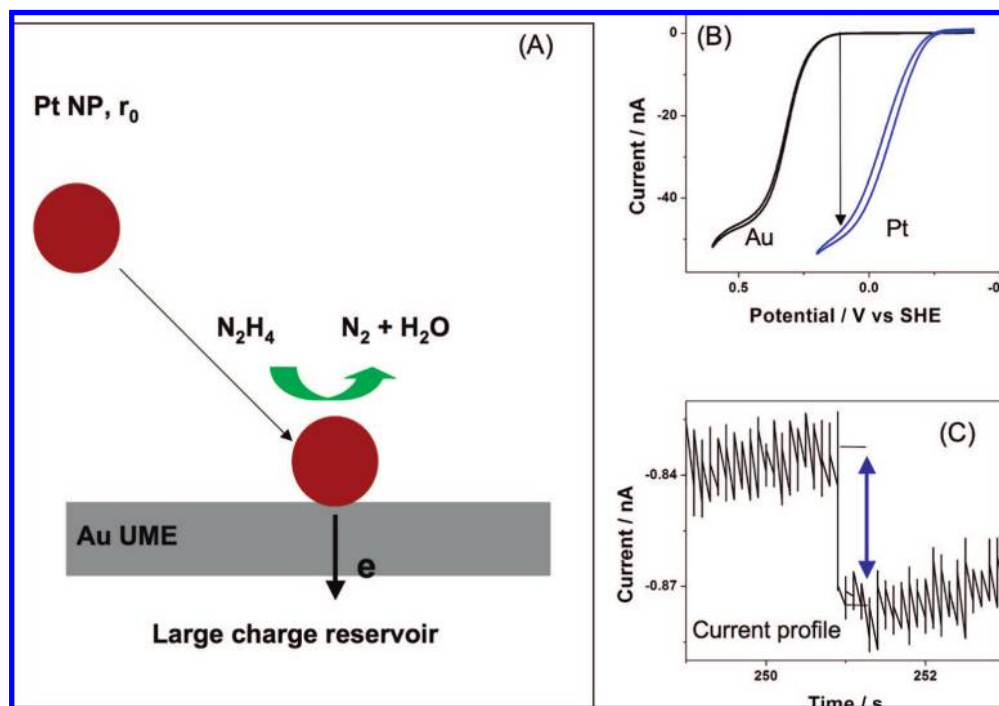 (A)
Pt NP, r₀
N₂H₄ N₂ + H₂O
Au UME
e
Large charge reservoir
(B)
0
-20
-40
Current / nA
Au
Pt
0.5 0.0
Potential / V vs SHE
(C)
-0.84
-0.87
Current / nA
Current profile
250 252
Time / s